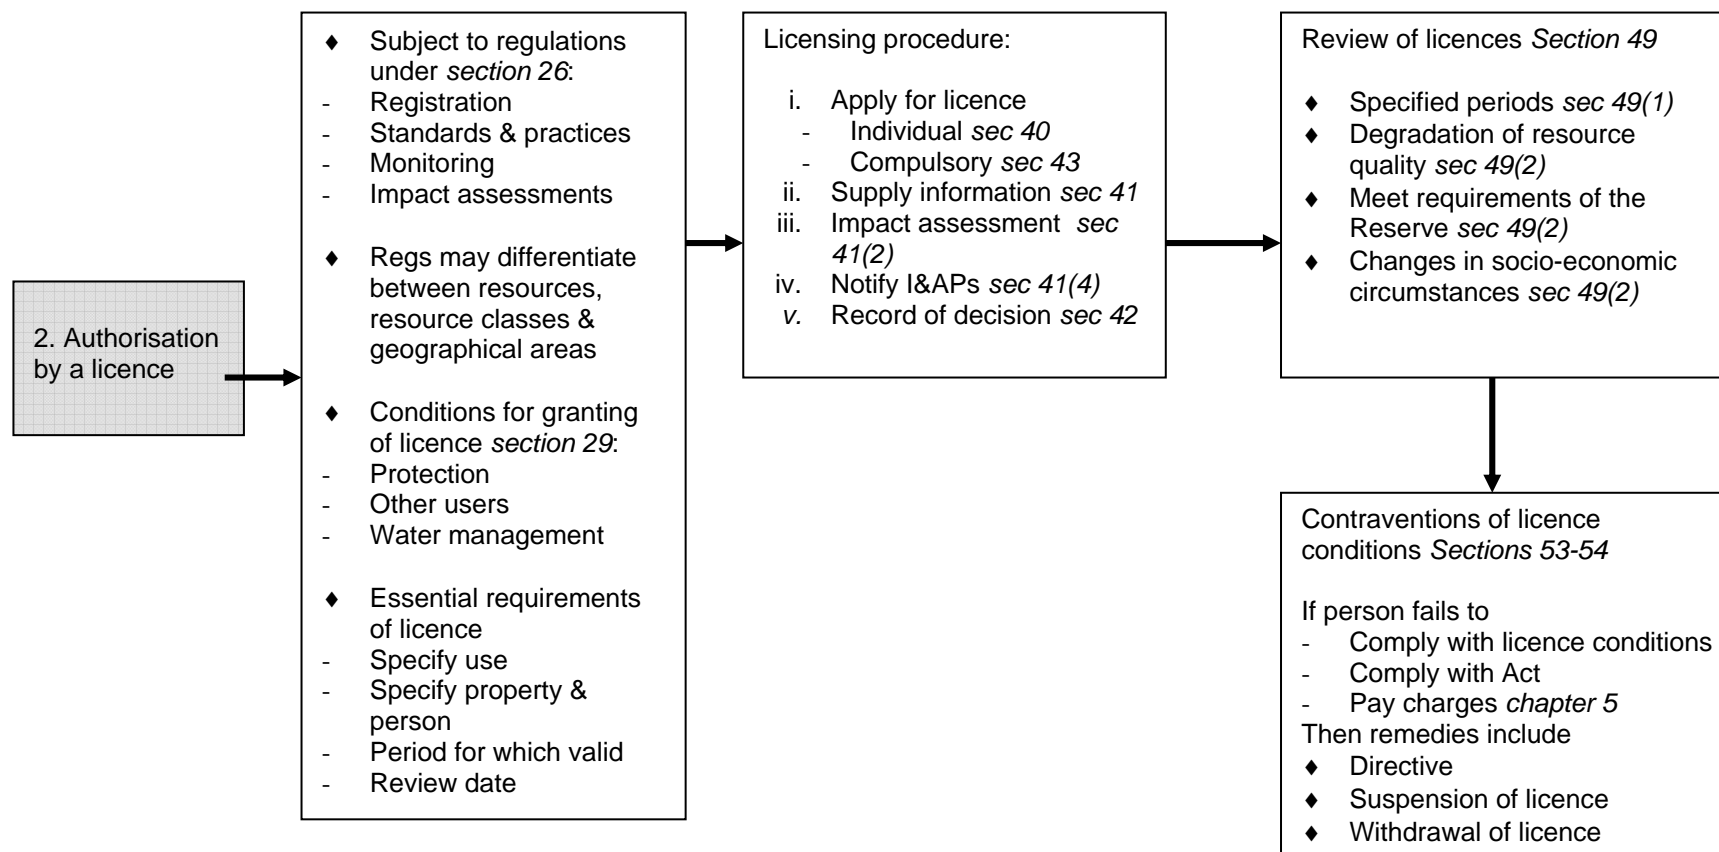 2. Authorisation
by a licence
♦ Subject to regulations
under section 26:
- Registration
- Standards & practices
- Monitoring
- Impact assessments
♦ Regs may differentiate
between resources,
resource classes &
geographical areas
♦ Conditions for granting
of licence section 29:
- Protection
- Other users
- Water management
♦ Essential requirements
of licence
- Specify use
- Specify property &
person
- Period for which valid
- Review date
Licensing procedure:
i. Apply for licence
- Individual sec 40
- Compulsory sec 43
ii. Supply information sec 41
iii. Impact assessment sec
41(2)
iv. Notify I&APs sec 41(4)
v. Record of decision sec 42
Review of licences Section 49
♦ Specified periods sec 49(1)
♦ Degradation of resource
quality sec 49(2)
♦ Meet requirements of the
Reserve sec 49(2)
♦ Changes in socio-economic
circumstances sec 49(2)
Contraventions of licence
conditions Sections 53-54
If person fails to
- Comply with licence conditions
- Comply with Act
- Pay charges chapter 5
Then remedies include
♦ Directive
♦ Suspension of licence
♦ Withdrawal of licence